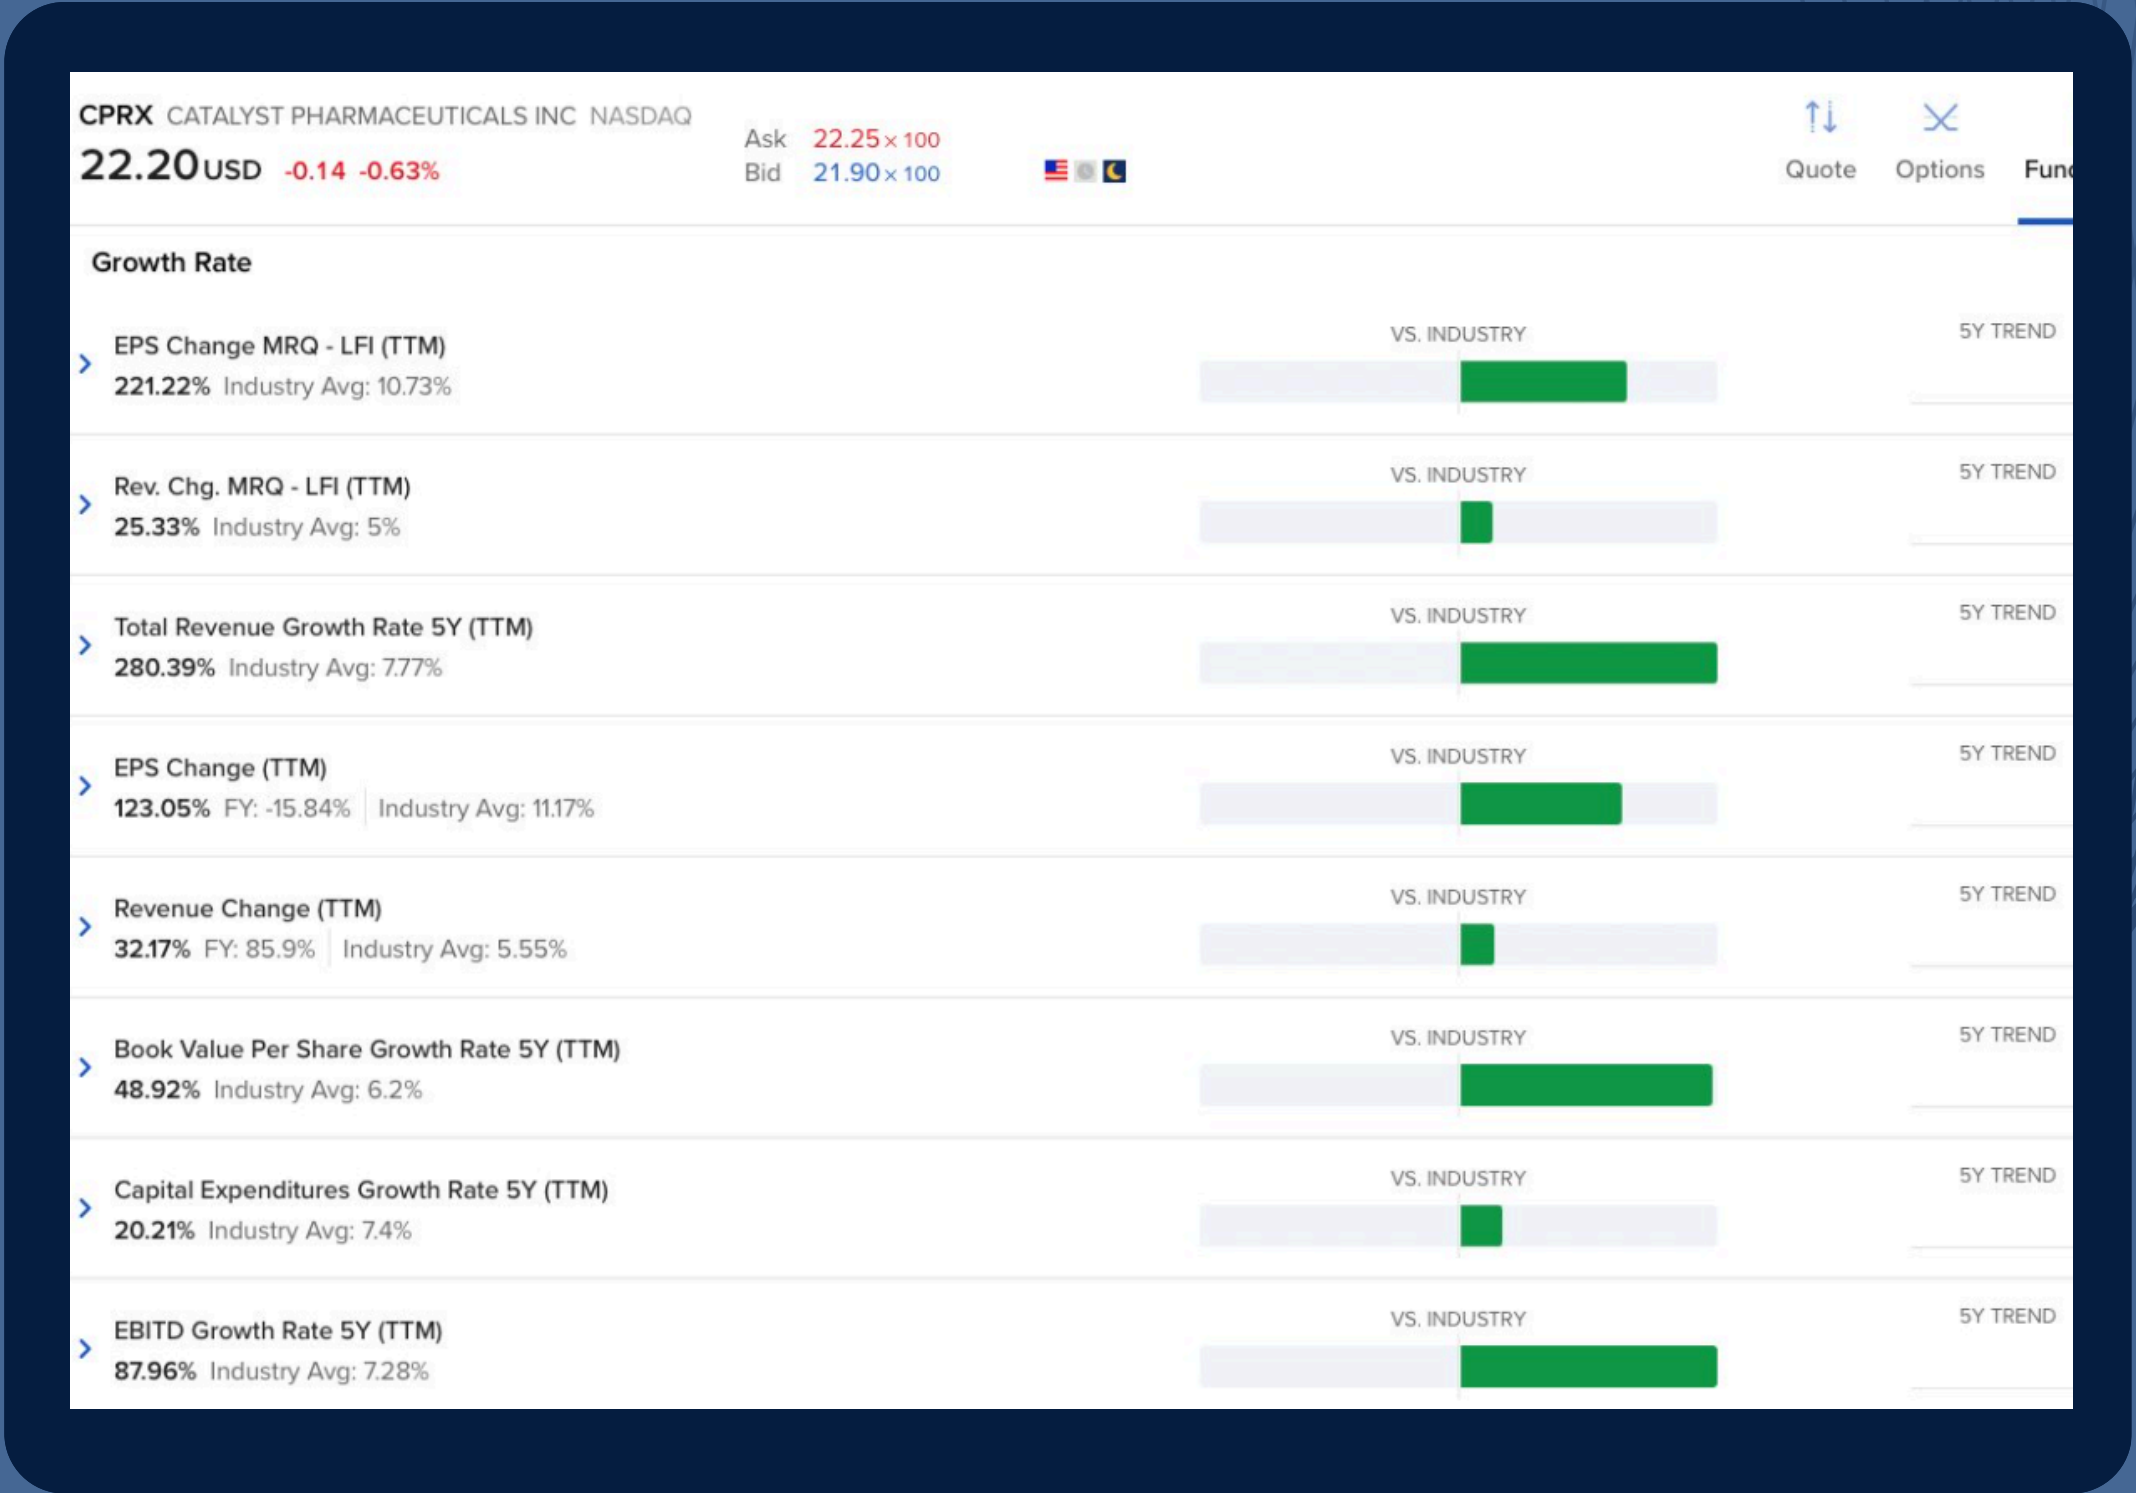 CPRX CATALYST PHARMACEUTICALS INC NASDAQ
22.20 USD -0.14 -0.63%
Ask 22.25 × 100
Bid 21.90 × 100
Quote Options Func
Growth Rate
EPS Change MRQ - LFI (TTM)
221.22% Industry Avg: 10.73%
VS. INDUSTRY
5Y TREND
Rev. Chg. MRQ - LFI (TTM)
25.33% Industry Avg: 5%
VS. INDUSTRY
5Y TREND
Total Revenue Growth Rate 5Y (TTM)
280.39% Industry Avg: 7.77%
VS. INDUSTRY
5Y TREND
EPS Change (TTM)
123.05% FY: -15.84% Industry Avg: 11.17%
VS. INDUSTRY
5Y TREND
Revenue Change (TTM)
32.17% FY: 85.9% Industry Avg: 5.55%
VS. INDUSTRY
5Y TREND
Book Value Per Share Growth Rate 5Y (TTM)
48.92% Industry Avg: 6.2%
VS. INDUSTRY
5Y TREND
Capital Expenditures Growth Rate 5Y (TTM)
20.21% Industry Avg: 7.4%
VS. INDUSTRY
5Y TREND
EBITD Growth Rate 5Y (TTM)
87.96% Industry Avg: 7.28%
VS. INDUSTRY
5Y TREND